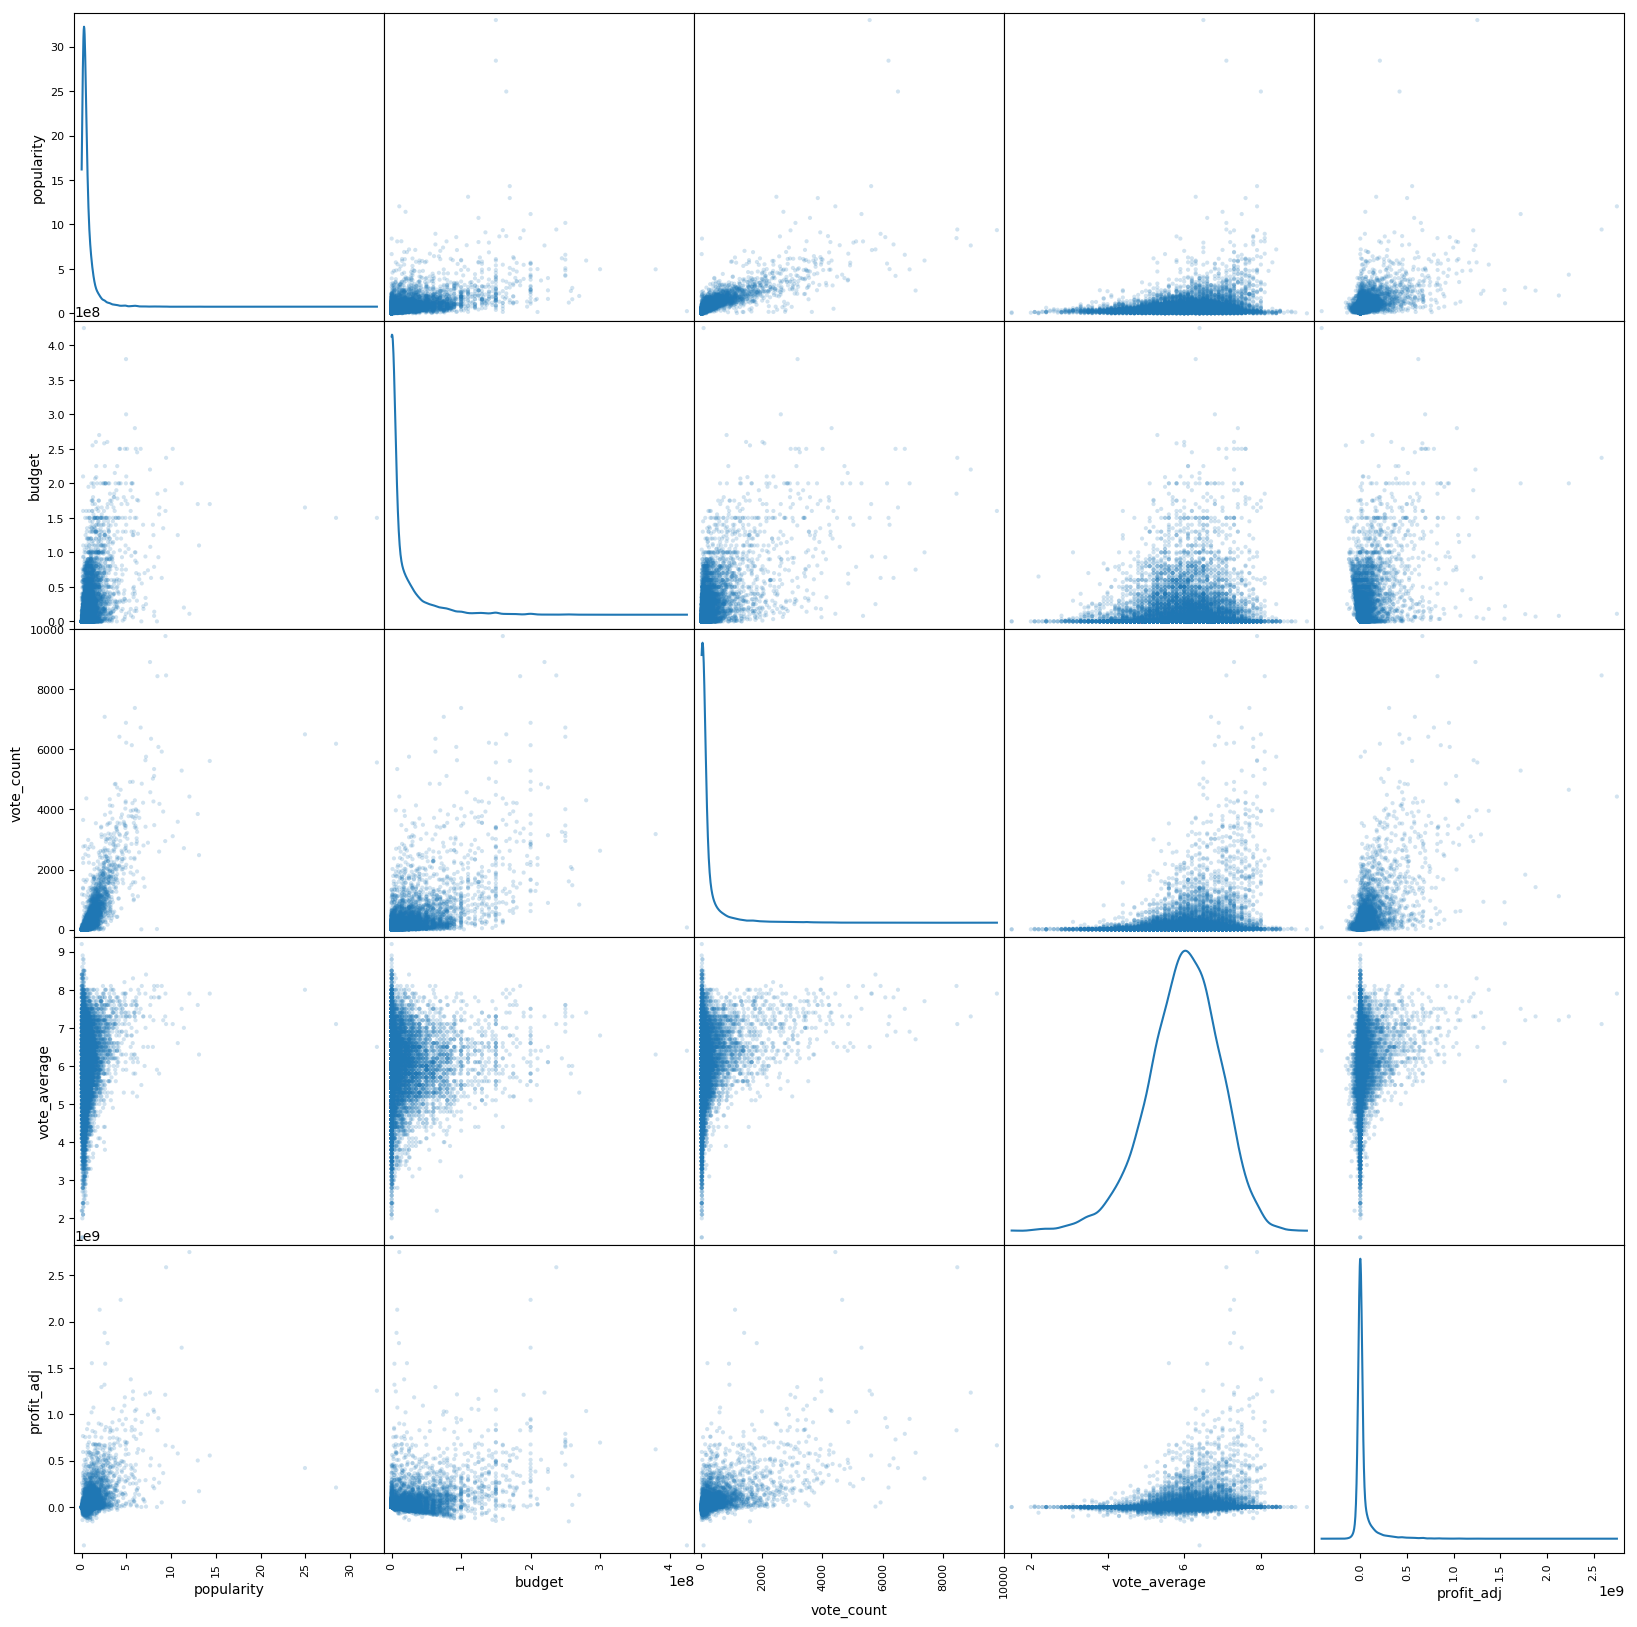 30
25
20
15
10
5
0
popularity
1e8
4.0
3.5
3.0
2.5
2.0
1.5
1.0
0.5
0.0
budget
10000
8000
6000
4000
2000
0
vote_count
9
8
7
6
5
4
3
2
vote_average
1e9
2.5
2.0
1.5
1.0
0.5
0.0
profit_adj
0 5 10 15 20 25 30
popularity
0 1 2 3 4
budget 1e8
0 2000 4000 6000 8000 10000
vote_count
2 4 6 8
vote_average
0.0 0.5 1.0 1.5 2.0 2.5
profit_adj 1e9